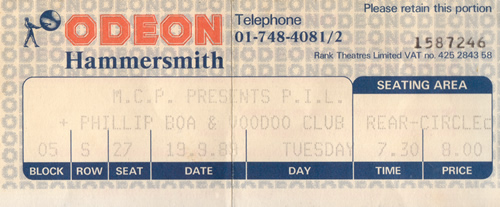 Please retain this portion
ODEON
Telephone
01-748-4081/2
1587246
Hammersmith
Rank Theatres Limited VAT no. 425 2843 58
SEATING AREA
M.C.P. PRESENTS P.I.L.
+ PHILLIP BOA & VOODOO CLUB REAR-CIRCLE
05 S 27 19.9.89 TUESDAY 7.30 8.00
BLOCK ROW SEAT DATE DAY TIME PRICE